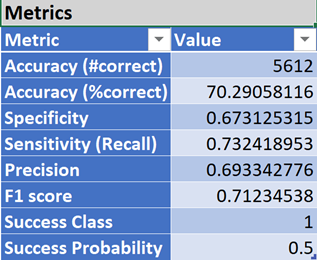 Metrics
Metric Value
Accuracy (#correct) 5612
Accuracy (%correct) 70.29058116
Specificity 0.673125315
Sensitivity (Recall) 0.732418953
Precision 0.693342776
F1 score 0.71234538
Success Class 1
Success Probability 0.5